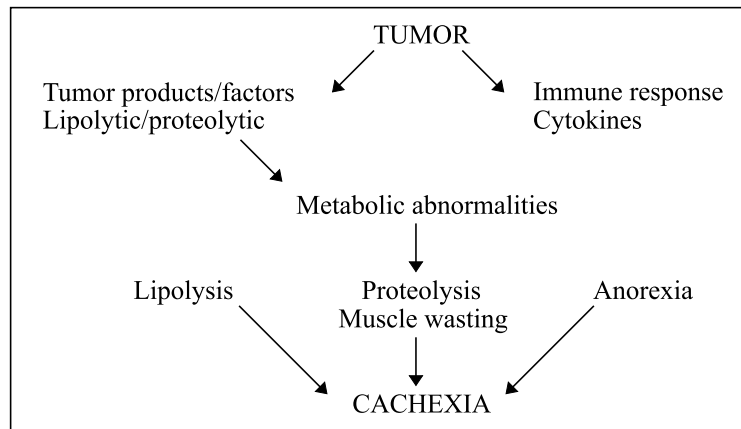 TUMOR
Tumor products/factors
Lipolytic/proteolytic
Immune response
Cytokines
Metabolic abnormalities
Lipolysis
Proteolysis
Muscle wasting
Anorexia
CACHEXIA